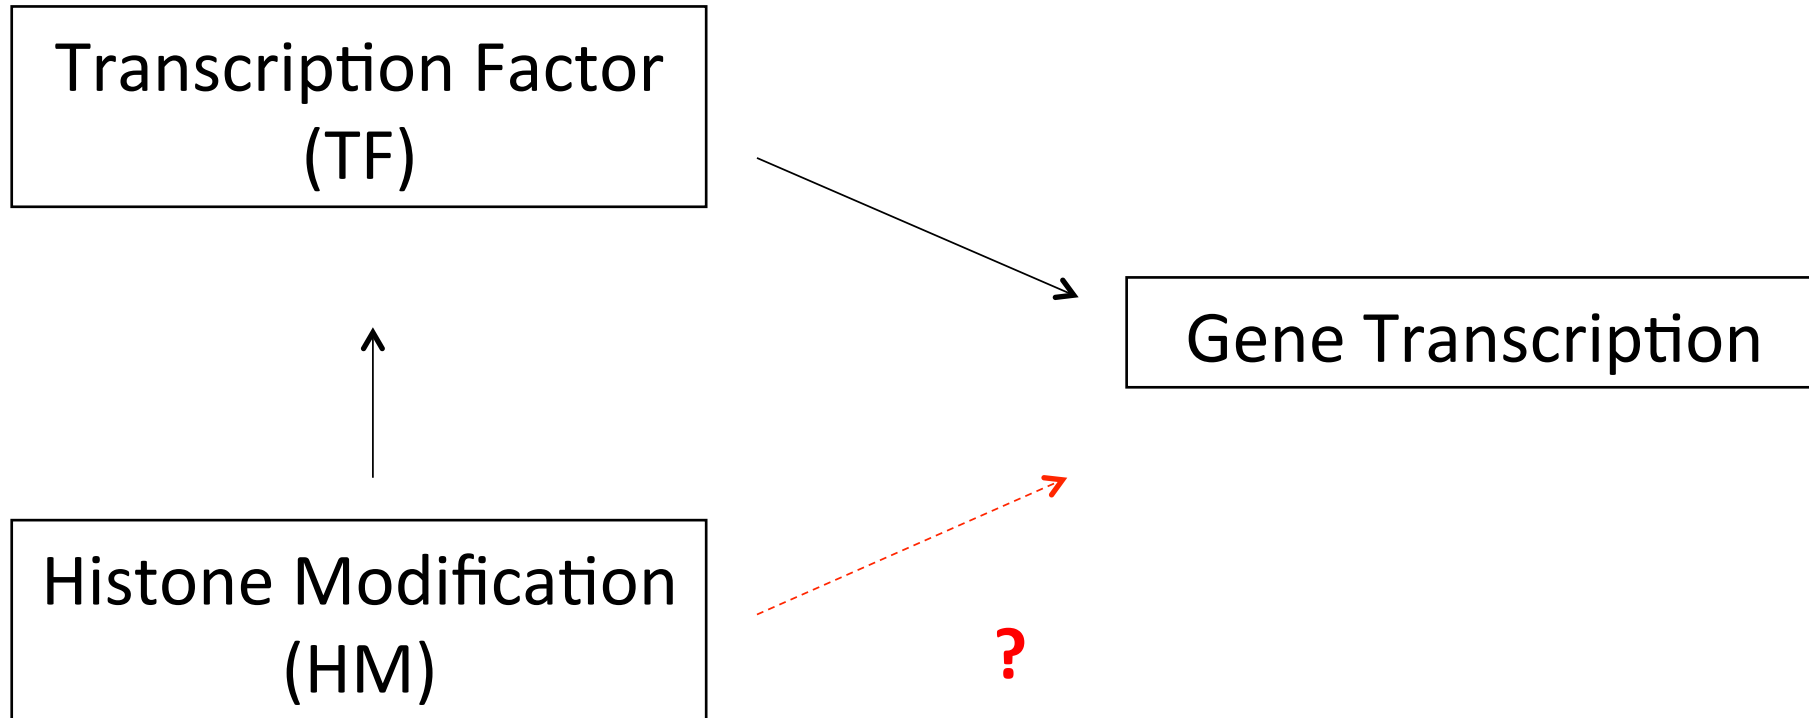 Transcription Factor
(TF)
Gene Transcription
Histone Modification
(HM)
?